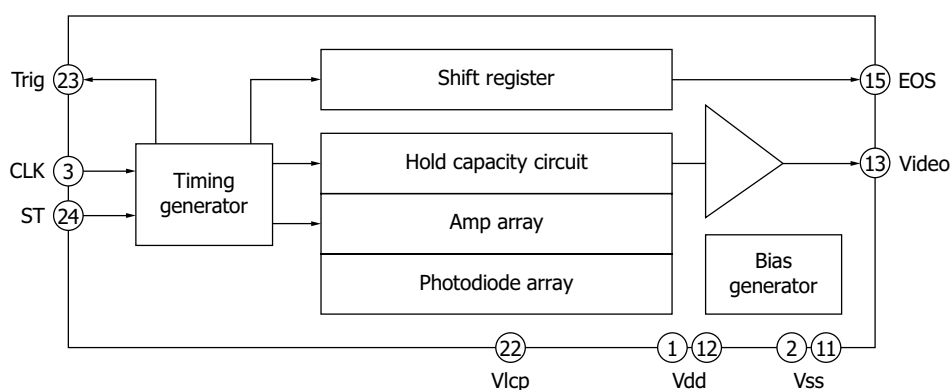 Trig 23
Shift register
15 EOS
CLK 3
Timing
generator
Hold capacity circuit
13 Video
ST 24
Amp array
Photodiode array
Bias
generator
22
1 12
2 11
Vlcp
Vdd
Vss